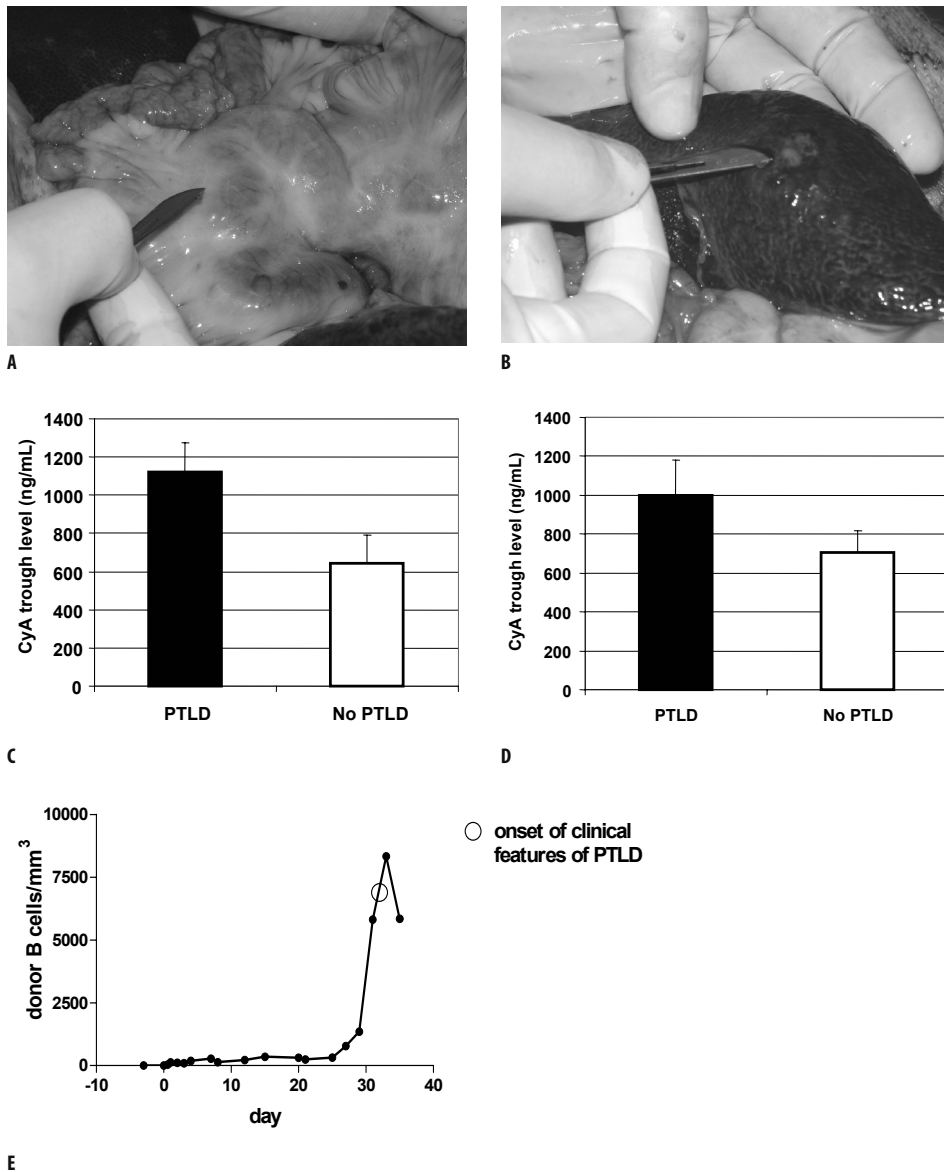 A
B
1400
1200
1000
800
600
400
200
0
CyA trough level (ng/mL)
PTLD
No PTLD
C
1400
1200
1000
800
600
400
200
0
CyA trough level (ng/mL)
PTLD
No PTLD
D
10000
7500
5000
2500
0
donor B cells/mm³
-10
0
10
20
30
40
day
onset of clinical
features of PTLD
E